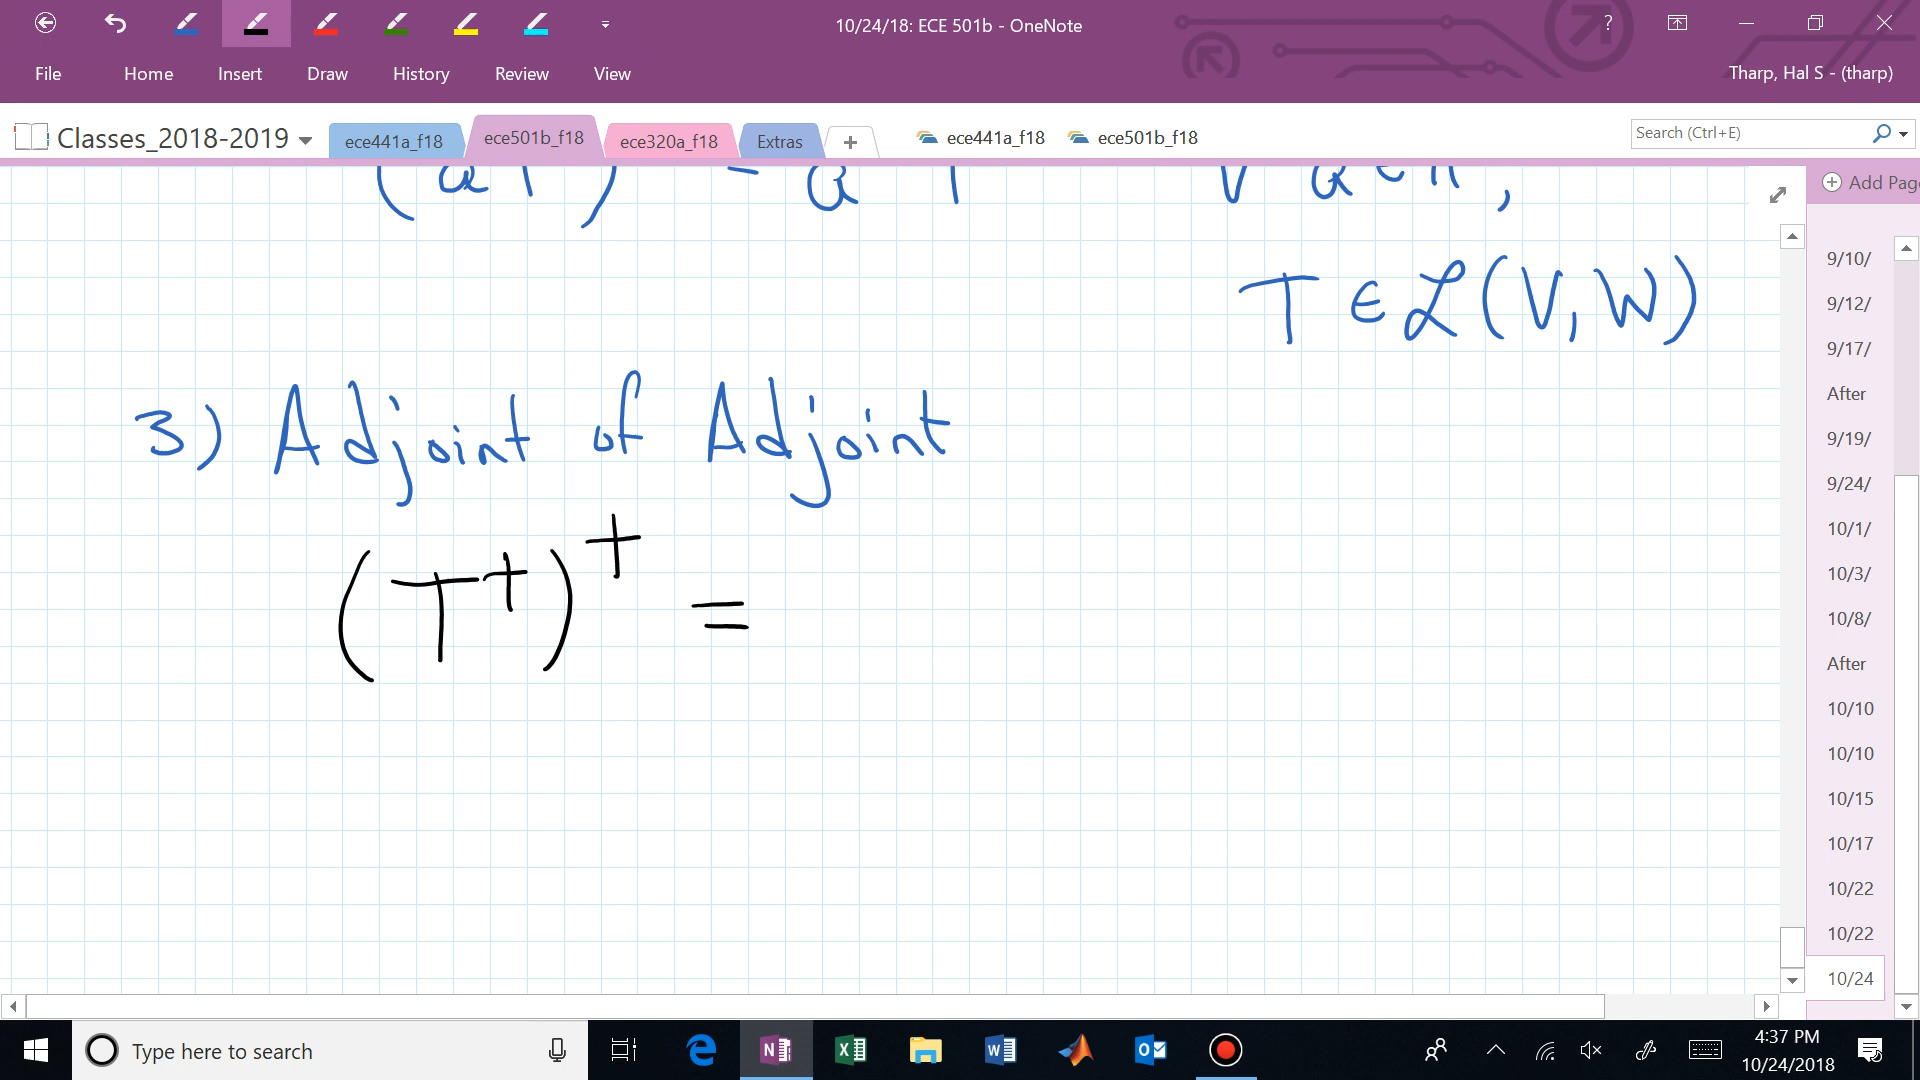 10/24/18: ECE 501b - OneNote
?
File Home Insert Draw History Review View
Tharp, Hal S - (tharp)
Classes_2018-2019
ece441a_f18 ece501b_f18 ece320a_f18 Extras + ece441a_f18 ece501b_f18
Search (Ctrl+E)
Add Pag
T ∈ ℒ(V, W)
3) Adjoint of Adjoint
(T†)† =
9/10/
9/12/
9/17/
After
9/19/
9/24/
10/1/
10/3/
10/8/
After
10/10
10/10
10/15
10/17
10/22
10/22
10/24
Type here to search
4:37 PM
10/24/2018